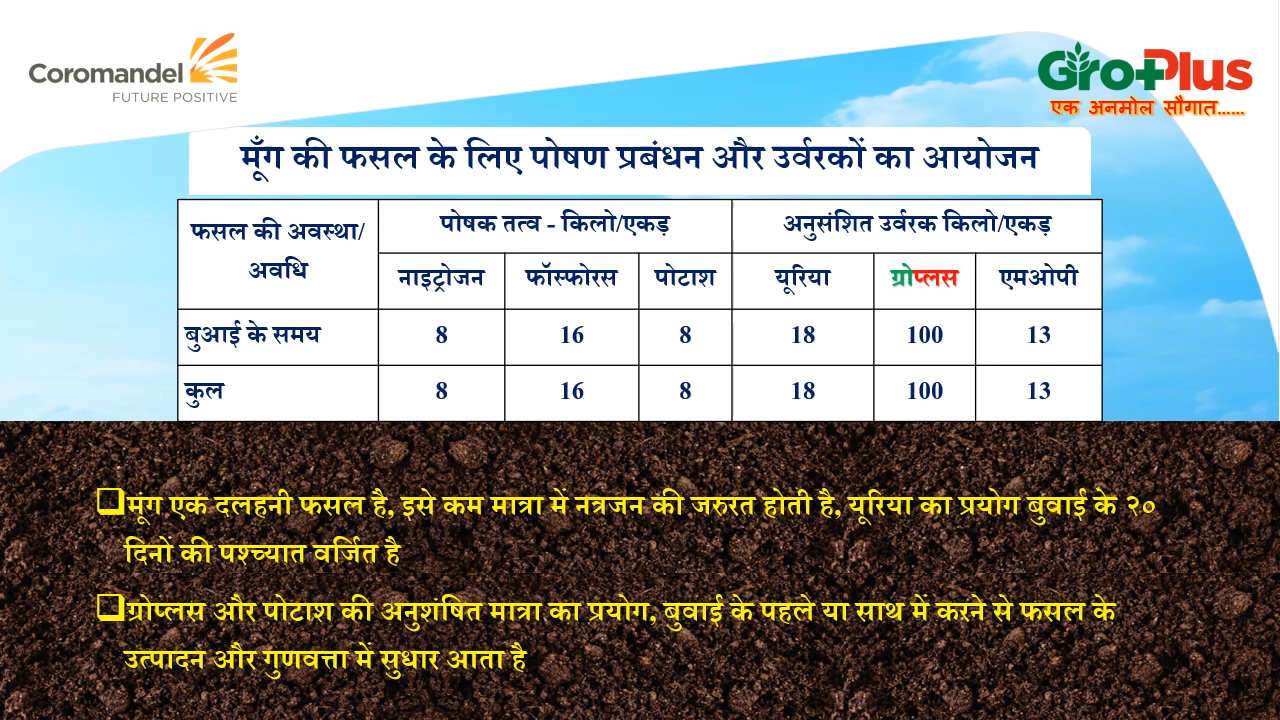 Coromandel
FUTURE POSITIVE
GroPlus
एक अनमोल सौगात......
मूँग की फसल के लिए पोषण प्रबंधन और उर्वरकों का आयोजन
फसल की अवस्था/
अवधि
पोषक तत्व - किलो/एकड़
अनुसंशित उर्वरक किलो/एकड़
नाइट्रोजन फॉस्फोरस पोटाश यूरिया ग्रोप्लस एमओपी
बुआई के समय 8 16 8 18 100 13
कुल 8 16 8 18 100 13
मूंग एक दलहनी फसल है, इसे कम मात्रा में नत्रजन की जरुरत होती है, यूरिया का प्रयोग बुवाई के २०
दिनों की पश्च्यात वर्जित है
ग्रोप्लस और पोटाश की अनुशंषित मात्रा का प्रयोग, बुवाई के पहले या साथ में करने से फसल के
उत्पादन और गुणवत्ता में सुधार आता है